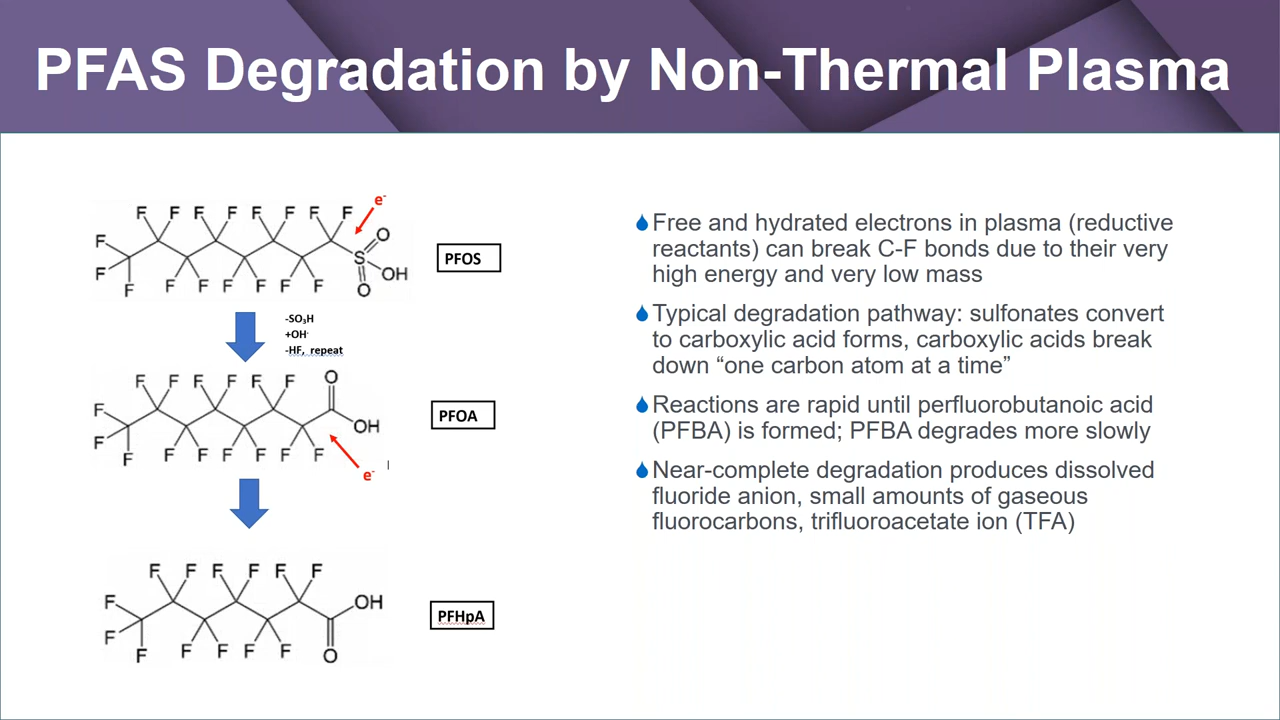 PFAS Degradation by Non-Thermal Plasma
e⁻
F F F F F F F
F
F
F
F F F F F F
S
O
OH
O
PFOS
-SO₃H
+OH·
-HF, repeat
F F F F F F
O
F
F
F
F F F F F F
OH
e⁻
PFOA
F F F F F F
F
F
F
F F F F
OH
O
PFHpA
Free and hydrated electrons in plasma (reductive
reactants) can break C-F bonds due to their very
high energy and very low mass
Typical degradation pathway: sulfonates convert
to carboxylic acid forms, carboxylic acids break
down “one carbon atom at a time”
Reactions are rapid until perfluorobutanoic acid
(PFBA) is formed; PFBA degrades more slowly
Near-complete degradation produces dissolved
fluoride anion, small amounts of gaseous
fluorocarbons, trifluoroacetate ion (TFA)